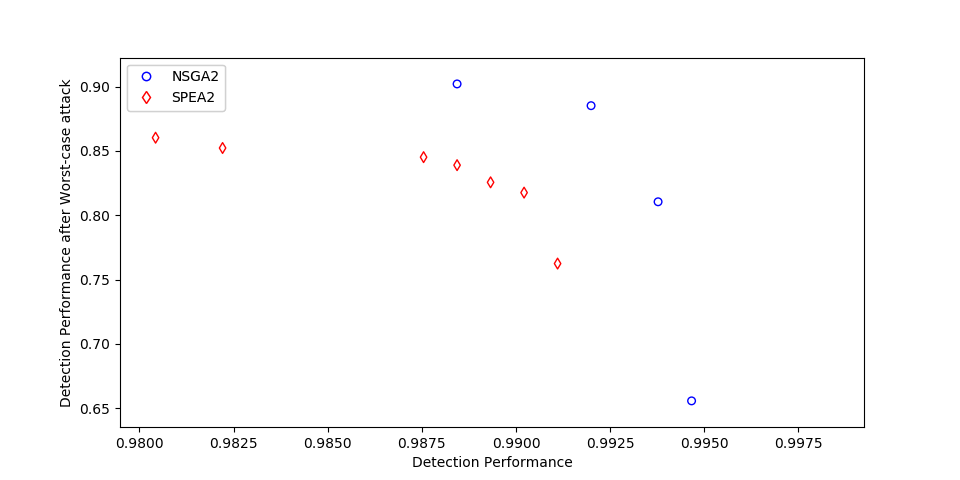 NSGA2
SPEA2
0.90
0.85
0.80
0.75
0.70
0.65
Detection Performance after Worst-case attack
0.9800 0.9825 0.9850 0.9875 0.9900 0.9925 0.9950 0.9975
Detection Performance